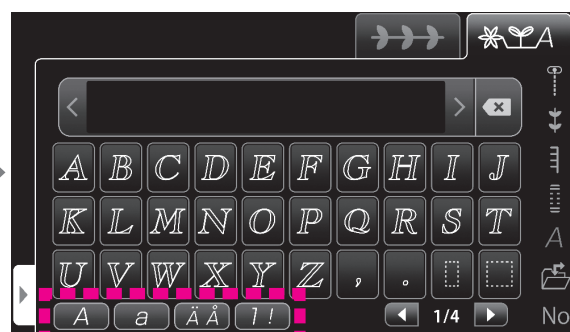 A
A B C D E F G H I J
K L M N O P Q R S T
A
U V W X Y Z , 。
A a Ä Å 1 ! 1/4 No